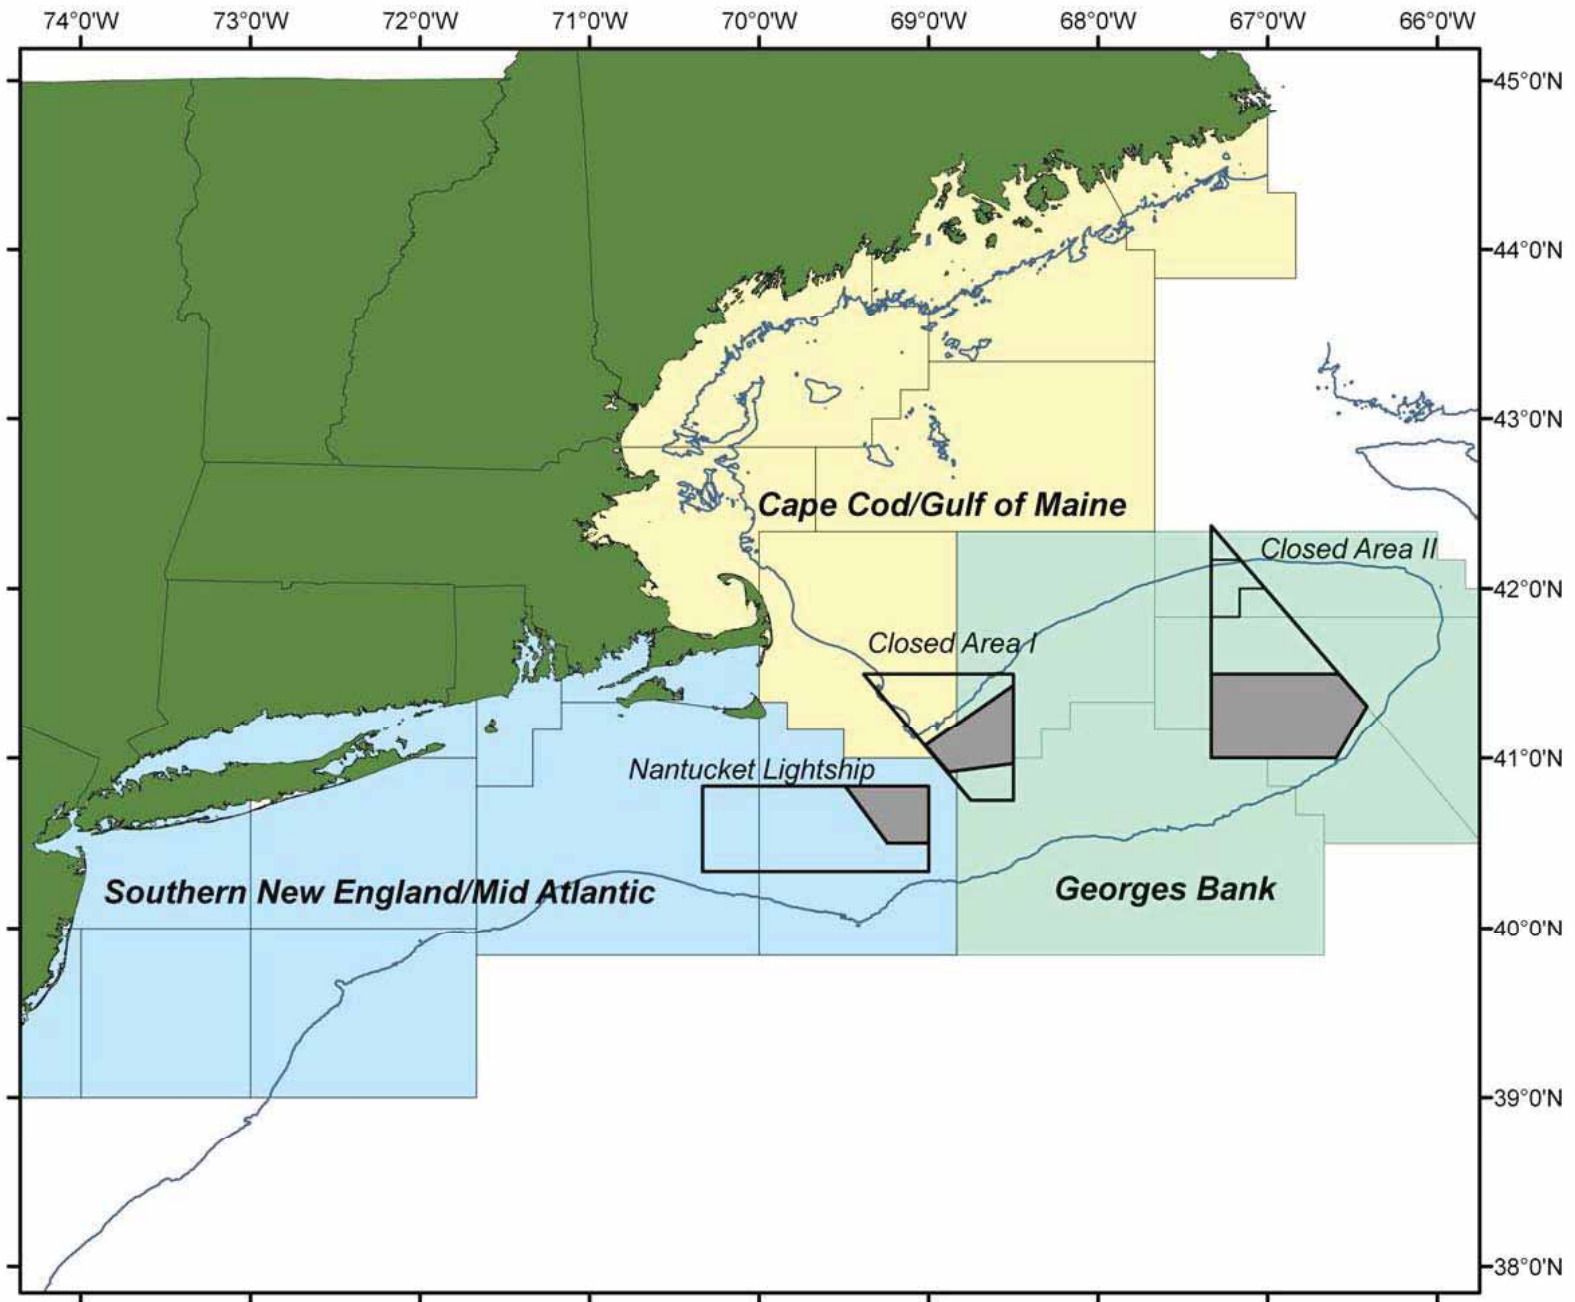 74°0'W 73°0'W 72°0'W 71°0'W 70°0'W 69°0'W 68°0'W 67°0'W 66°0'W
45°0'N
44°0'N
43°0'N
Cape Cod/Gulf of Maine
Closed Area II
42°0'N
Closed Area I
41°0'N
Nantucket Lightship
Southern New England/Mid Atlantic
Georges Bank
40°0'N
39°0'N
38°0'N